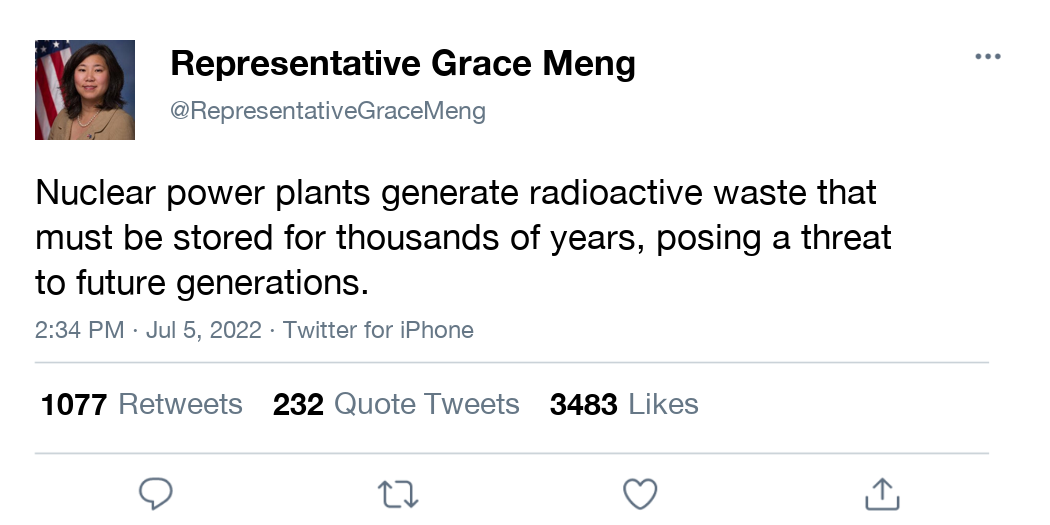 Representative Grace Meng
@RepresentativeGraceMeng
Nuclear power plants generate radioactive waste that
must be stored for thousands of years, posing a threat
to future generations.
2:34 PM · Jul 5, 2022 · Twitter for iPhone
1077 Retweets 232 Quote Tweets 3483 Likes